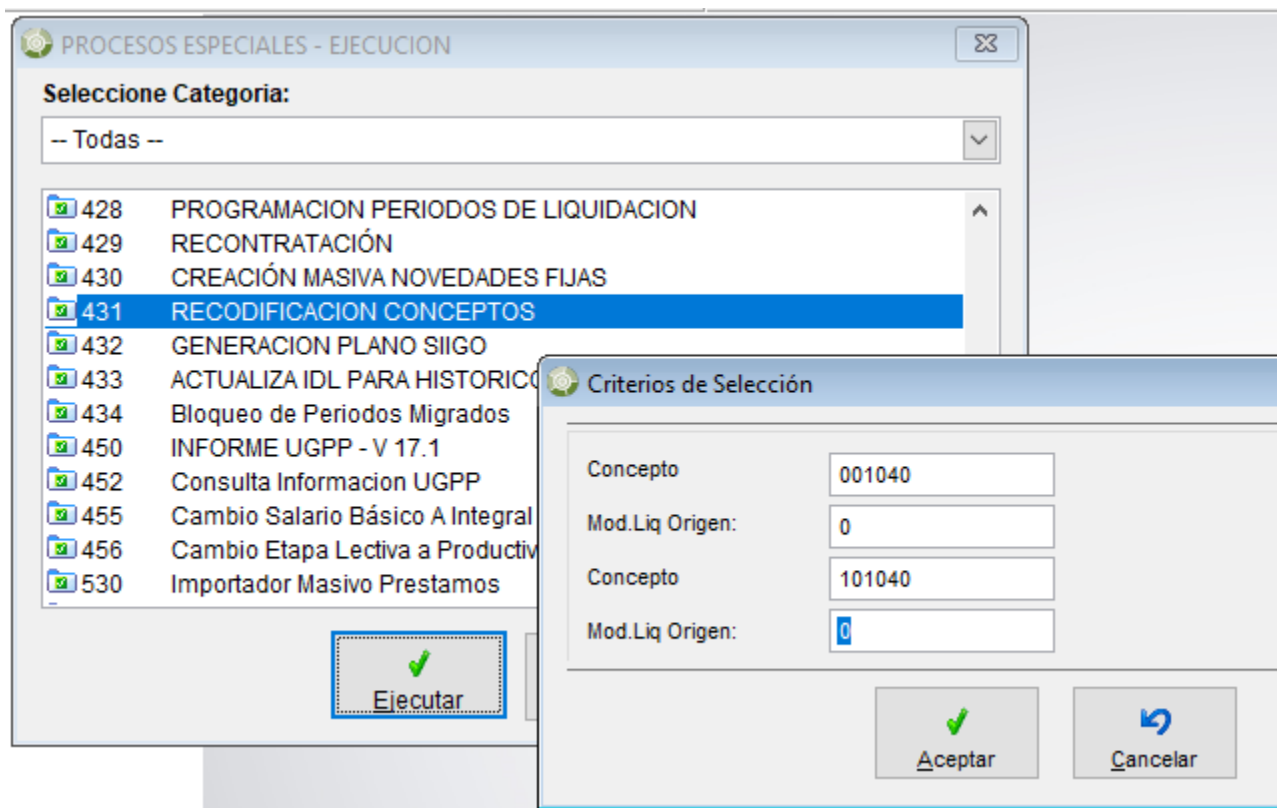 PROCESOS ESPECIALES - EJECUCION
Seleccione Categoria:
-- Todas --
428 PROGRAMACION PERIODOS DE LIQUIDACION
429 RECONTRATACIÓN
430 CREACIÓN MASIVA NOVEDADES FIJAS
431 RECODIFICACION CONCEPTOS
432 GENERACION PLANO SIIGO
433 ACTUALIZA IDL PARA HISTORICO
434 Bloqueo de Periodos Migrados
450 INFORME UGPP - V 17.1
452 Consulta Informacion UGPP
455 Cambio Salario Básico A Integral
456 Cambio Etapa Lectiva a Productiv
530 Importador Masivo Prestamos
Ejecutar
Criterios de Selección
Concepto 001040
Mod.Liq Origen: 0
Concepto 101040
Mod.Liq Origen: 0
Aceptar Cancelar